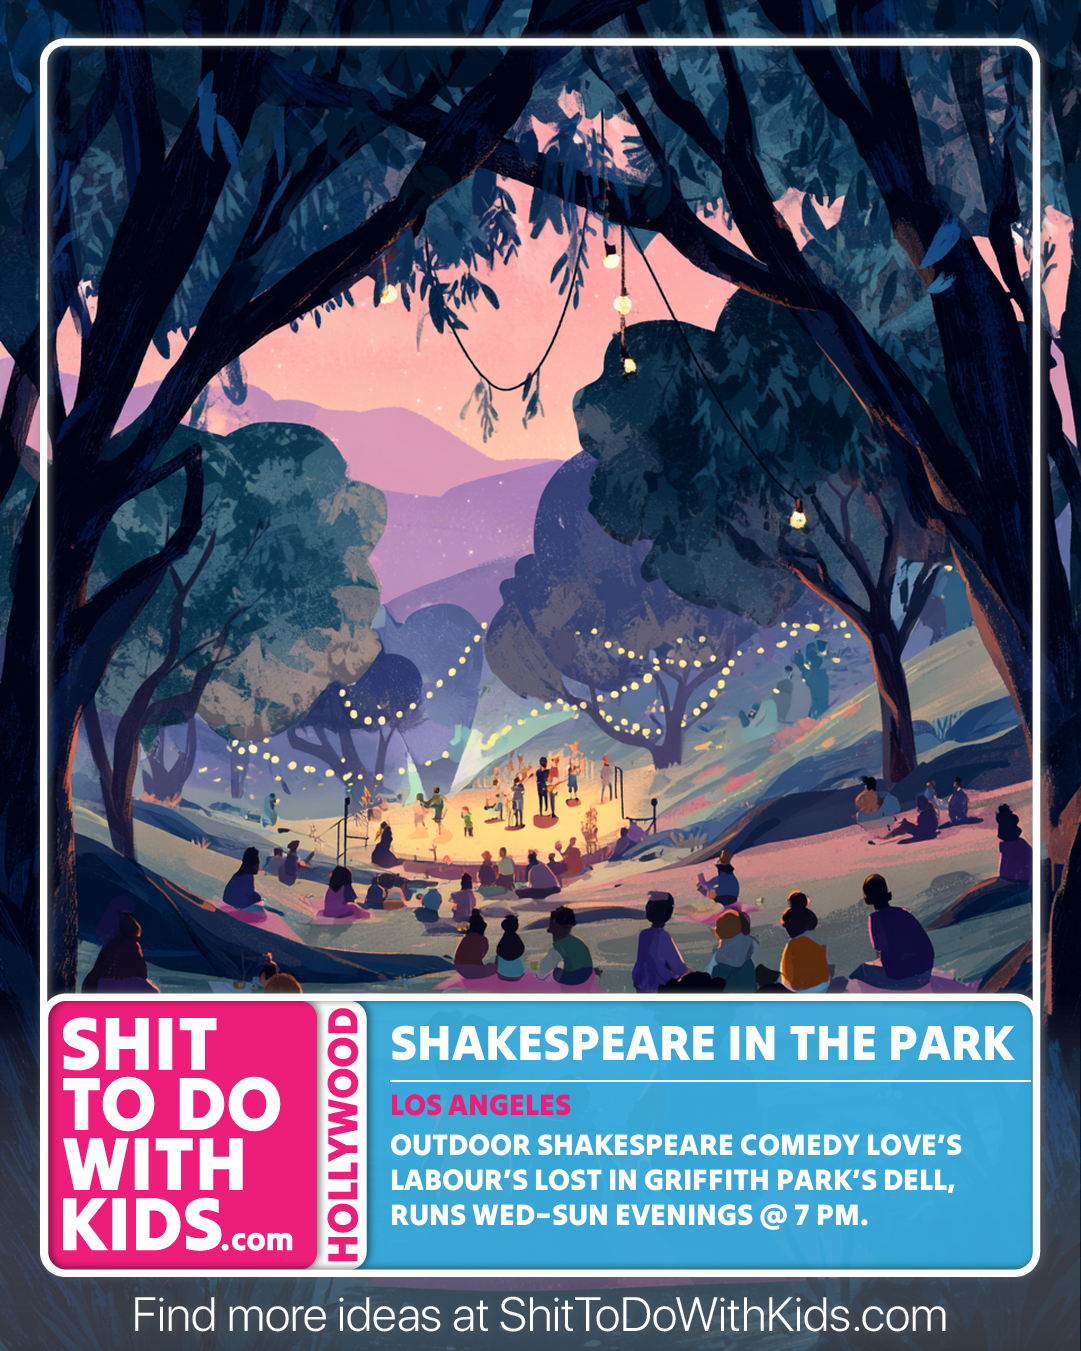 SHIT
TO DO
WITH
KIDS.com
HOLLYWOOD
SHAKESPEARE IN THE PARK
LOS ANGELES
OUTDOOR SHAKESPEARE COMEDY LOVE'S
LABOUR'S LOST IN GRIFFITH PARK'S DELL,
RUNS WED–SUN EVENINGS @ 7 PM.
Find more ideas at ShitToDoWithKids.com